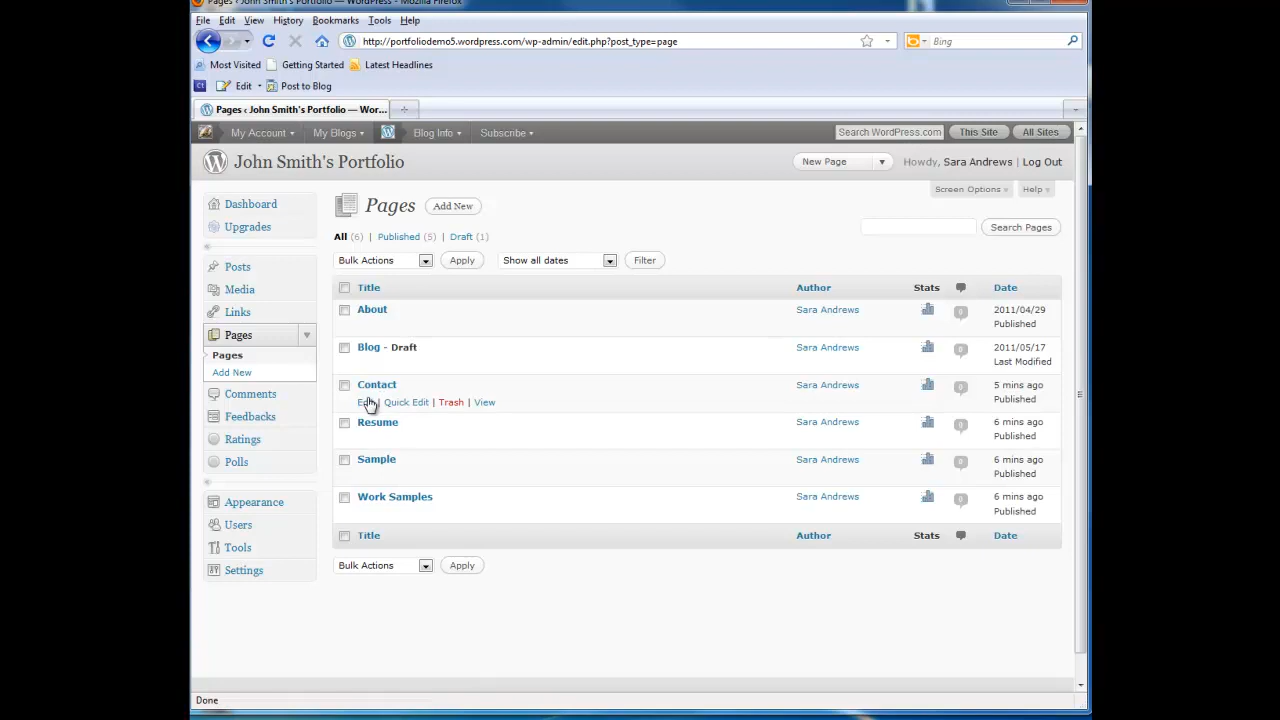 Pages ‹ John Smith's Portfolio — WordPress - Mozilla Firefox
File Edit View History Bookmarks Tools Help
http://portfoliodemo5.wordpress.com/wp-admin/edit.php?post_type=page
Bing
Most Visited Getting Started Latest Headlines
Ct Edit Post to Blog
Pages ‹ John Smith's Portfolio — Wor...
My Account My Blogs Blog Info Subscribe Search WordPress.com This Site All Sites
John Smith's Portfolio New Page Howdy, Sara Andrews | Log Out
Screen Options Help
Dashboard
Upgrades
Posts
Media
Links
Pages
Pages
Add New
Comments
Feedbacks
Ratings
Polls
Appearance
Users
Tools
Settings
Pages Add New
All (6) | Published (5) | Draft (1)
Search Pages
Bulk Actions Apply Show all dates Filter
Title Author Stats Date
About Sara Andrews 0 2011/04/29
Published
Blog - Draft Sara Andrews 0 2011/05/17
Last Modified
Contact Sara Andrews 0 5 mins ago
Published
| Quick Edit | Trash | View
Resume Sara Andrews 0 6 mins ago
Published
Sample Sara Andrews 0 6 mins ago
Published
Work Samples Sara Andrews 0 6 mins ago
Published
Title Author Stats Date
Bulk Actions Apply
Done